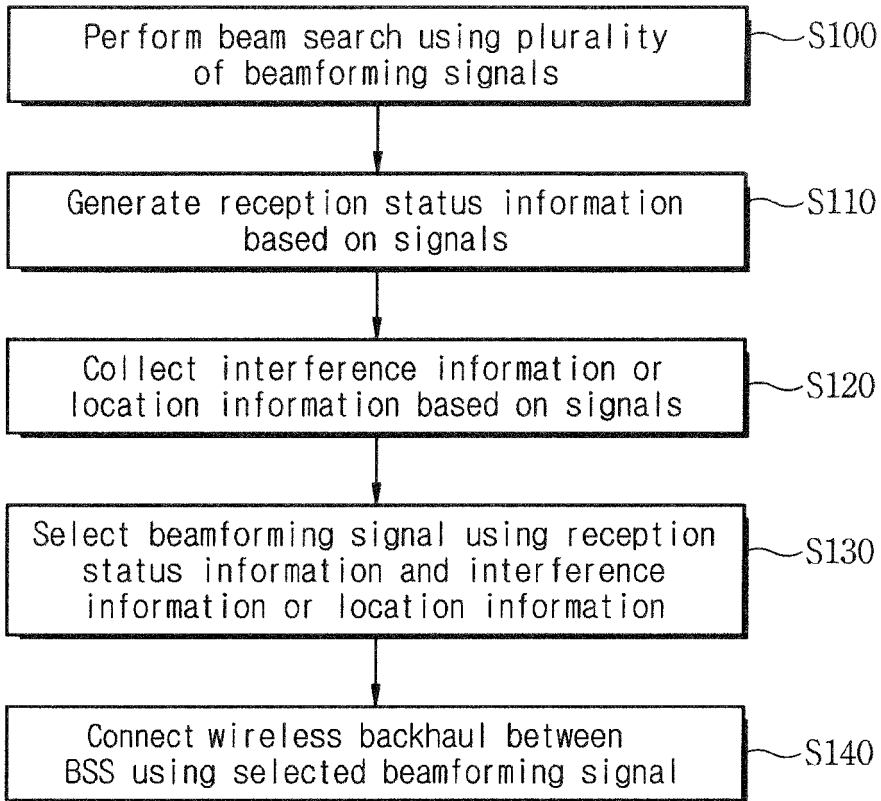 Perform beam search using plurality
of beamforming signals
S100
Generate reception status information
based on signals
S110
Collect interference information or
location information based on signals
S120
Select beamforming signal using reception
status information and interference
information or location information
S130
Connect wireless backhaul between
BSS using selected beamforming signal
S140